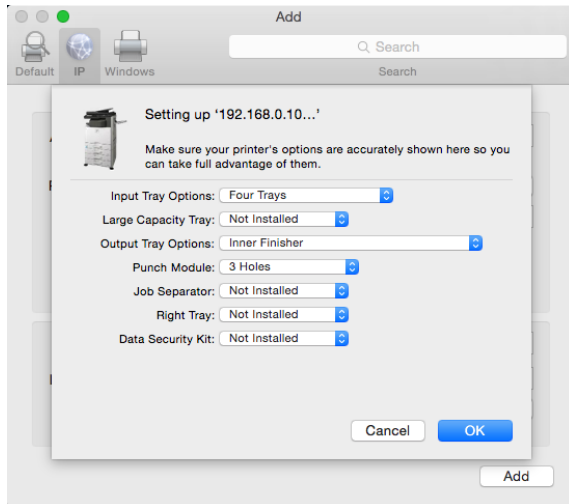 Add
Search
Default IP Windows
Search
Setting up ‘192.168.0.10...’
Make sure your printer's options are accurately shown here so you
can take full advantage of them.
Input Tray Options: Four Trays
Large Capacity Tray: Not Installed
Output Tray Options: Inner Finisher
Punch Module: 3 Holes
Job Separator: Not Installed
Right Tray: Not Installed
Data Security Kit: Not Installed
Cancel OK
Add